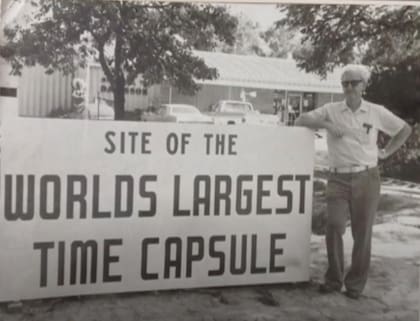 SITE OF THE
WORLDS LARGEST
TIME CAPSULE